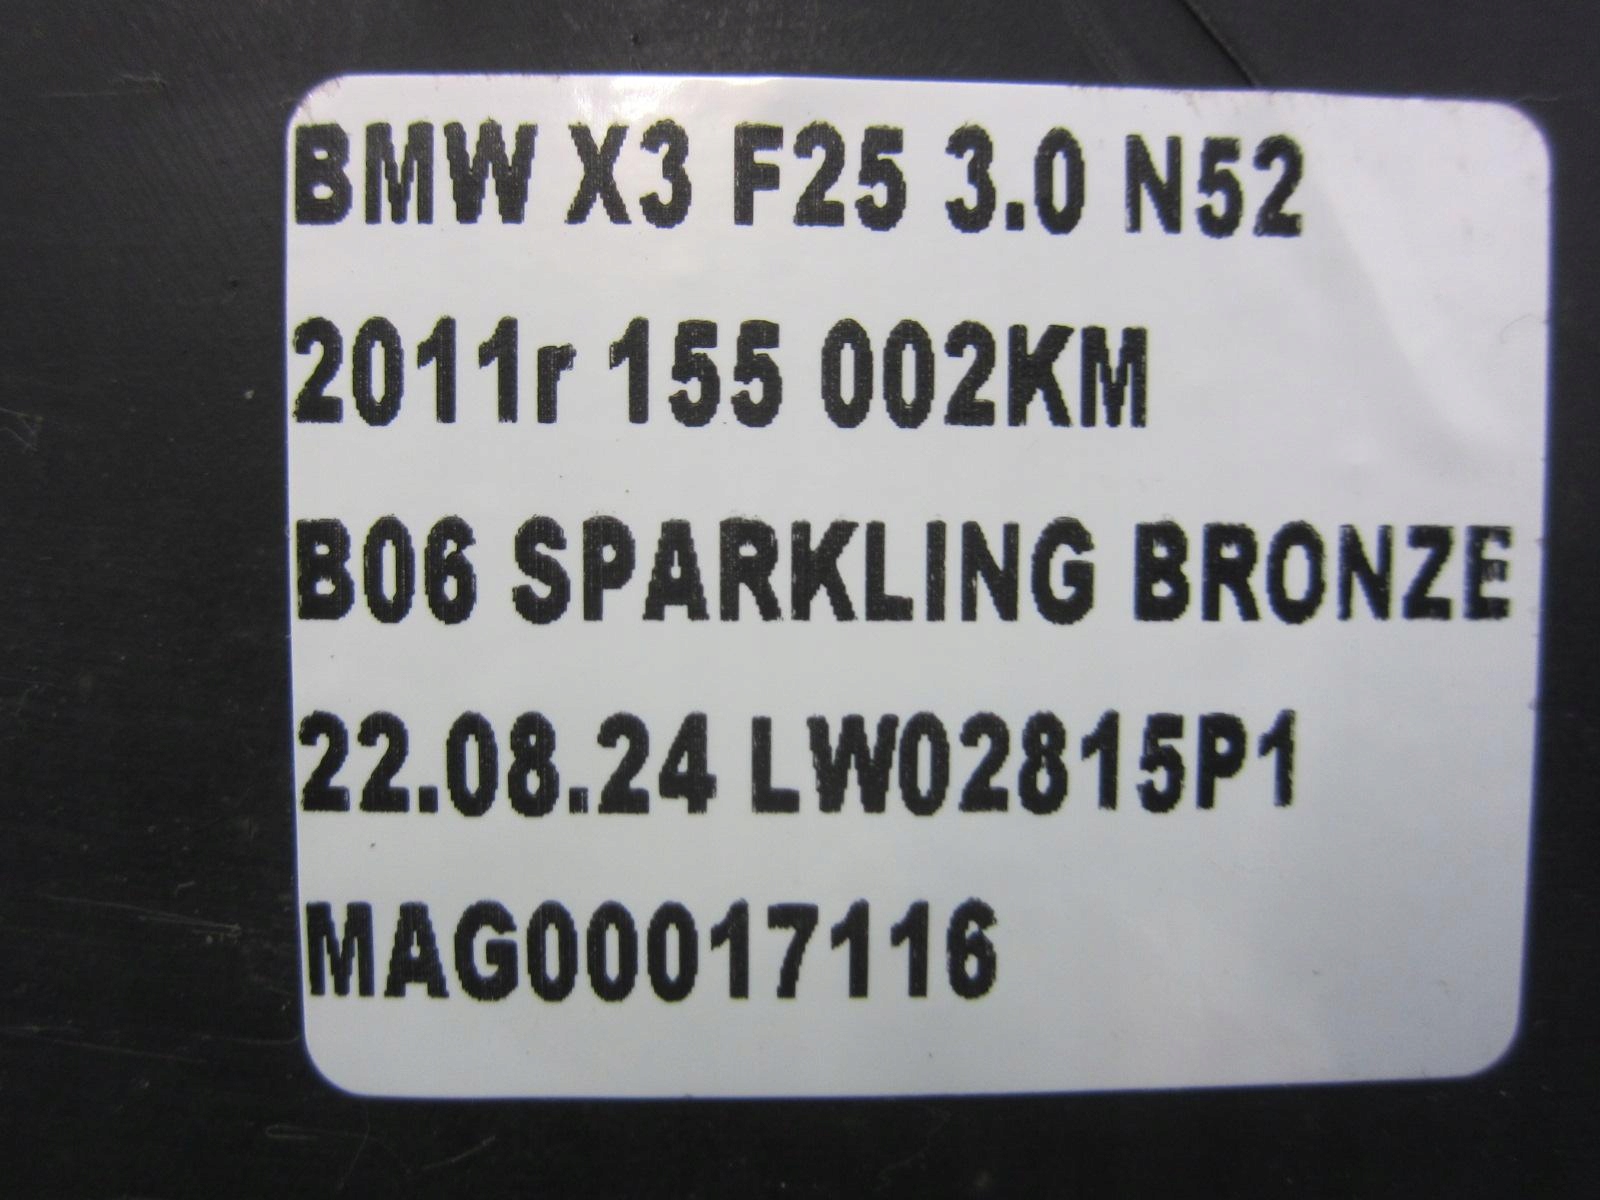 BMW X3 F25 3.0 N52
2011r 155 002KM
B06 SPARKLING BRONZE
22.08.24 LW02815P1
MAG00017116